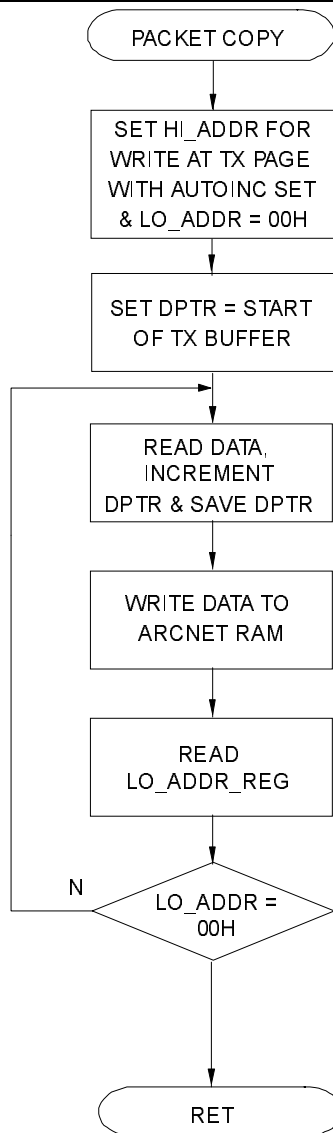 PACKET COPY
SET HI_ADDR FOR
WRITE AT TX PAGE
WITH AUTOINC SET
& LO_ADDR = 00H
SET DPTR = START
OF TX BUFFER
READ DATA,
INCREMENT
DPTR & SAVE DPTR
WRITE DATA TO
ARCNET RAM
READ
LO_ADDR_REG
N
LO_ADDR =
00H
RET